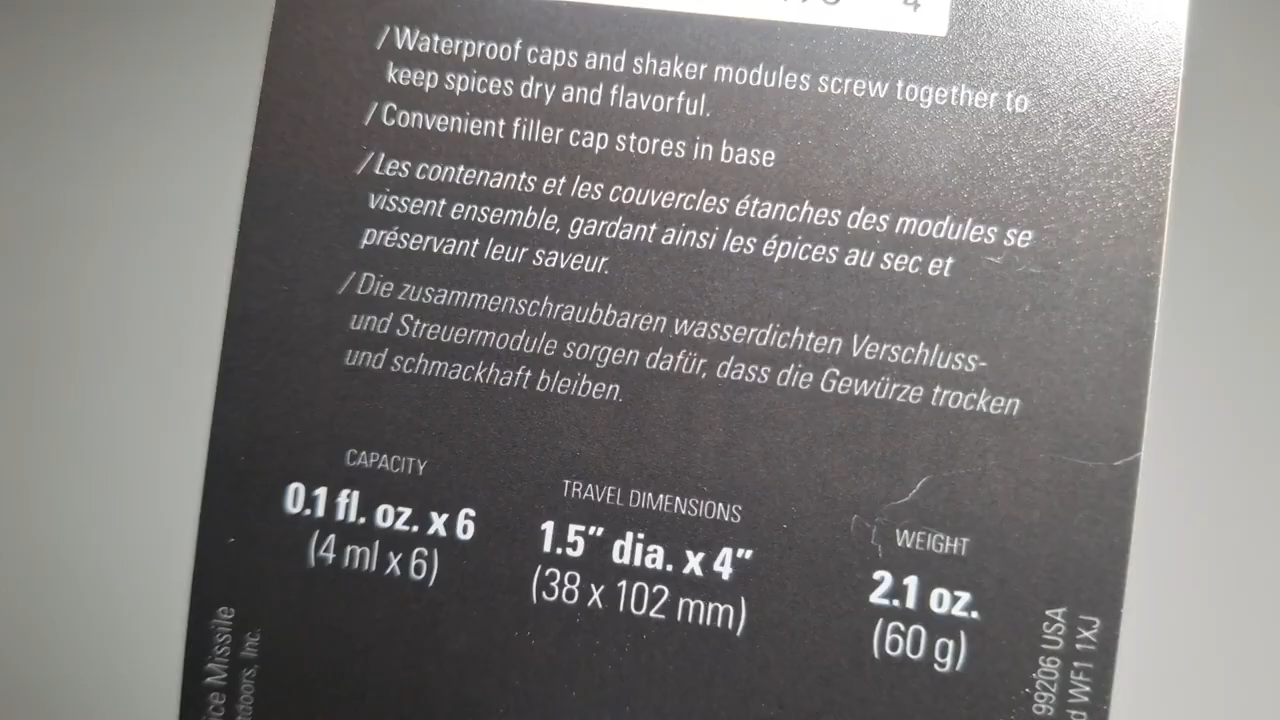 4
/ Waterproof caps and shaker modules screw together to
keep spices dry and flavorful.
/ Convenient filler cap stores in base
/ Les contenants et les couvercles étanches des modules se
vissent ensemble, gardant ainsi les épices au sec et
préservant leur saveur.
/ Die zusammenschraubbaren wasserdichten Verschluss-
und Streuermodule sorgen dafür, dass die Gewürze trocken
und schmackhaft bleiben.
CAPACITY
0.1 fl. oz. x 6
(4 ml x 6)
TRAVEL DIMENSIONS
1.5″ dia. x 4″
(38 x 102 mm)
WEIGHT
2.1 oz.
(60 g)
Missile
Inc.
99206 USA
WF1 1XJ